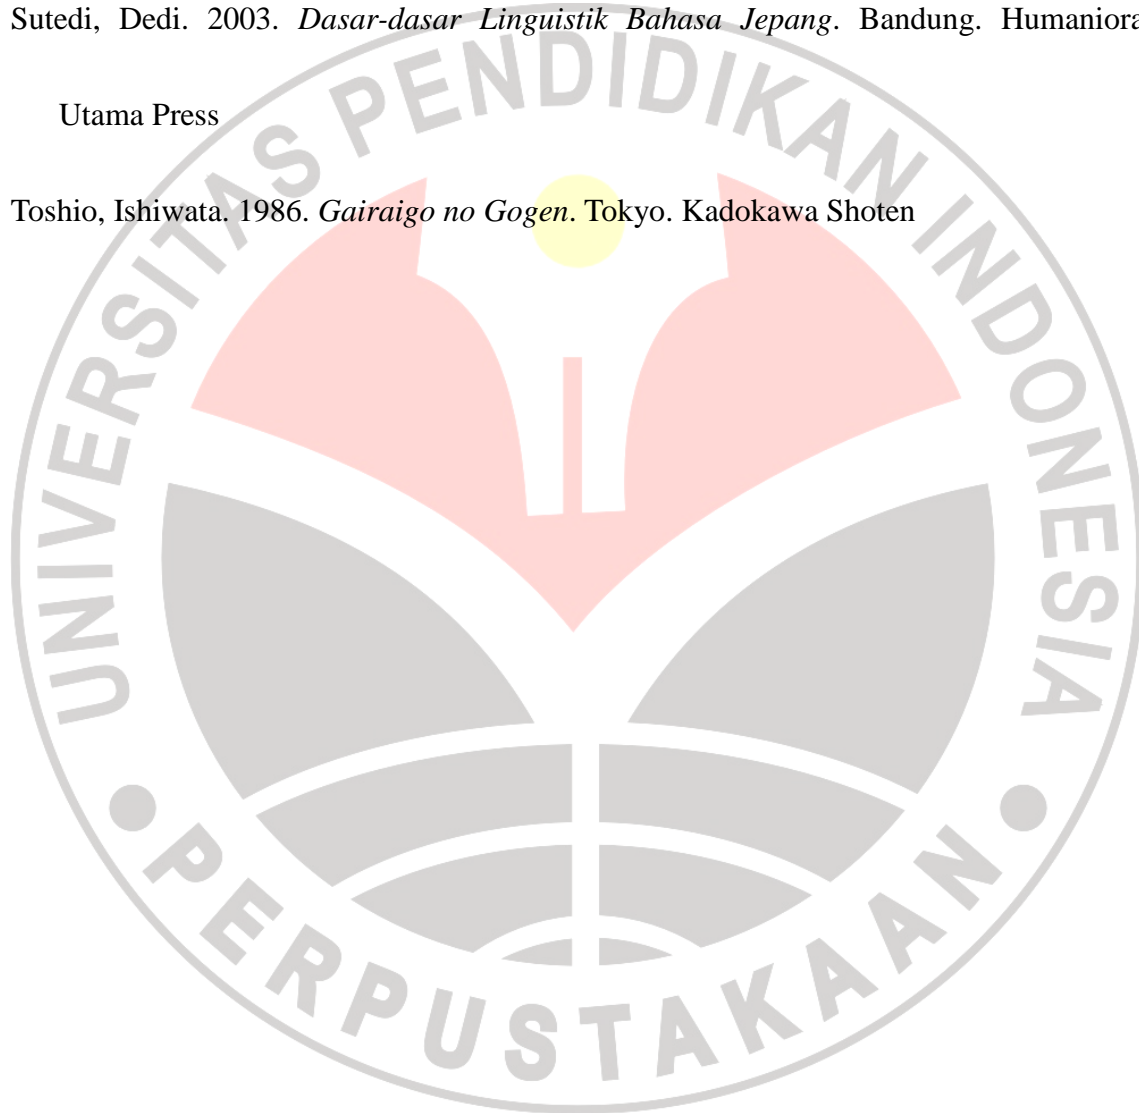 Sutedi, Dedi. 2003. Dasar-dasar Linguistik Bahasa Jepang. Bandung. Humaniora
Utama Press
Toshio, Ishiwata. 1986. Gairaigo no Gogen. Tokyo. Kadokawa Shoten
UNIVERSITAS PENDIDIKAN INDONESIA
PERPUSTAKAAN